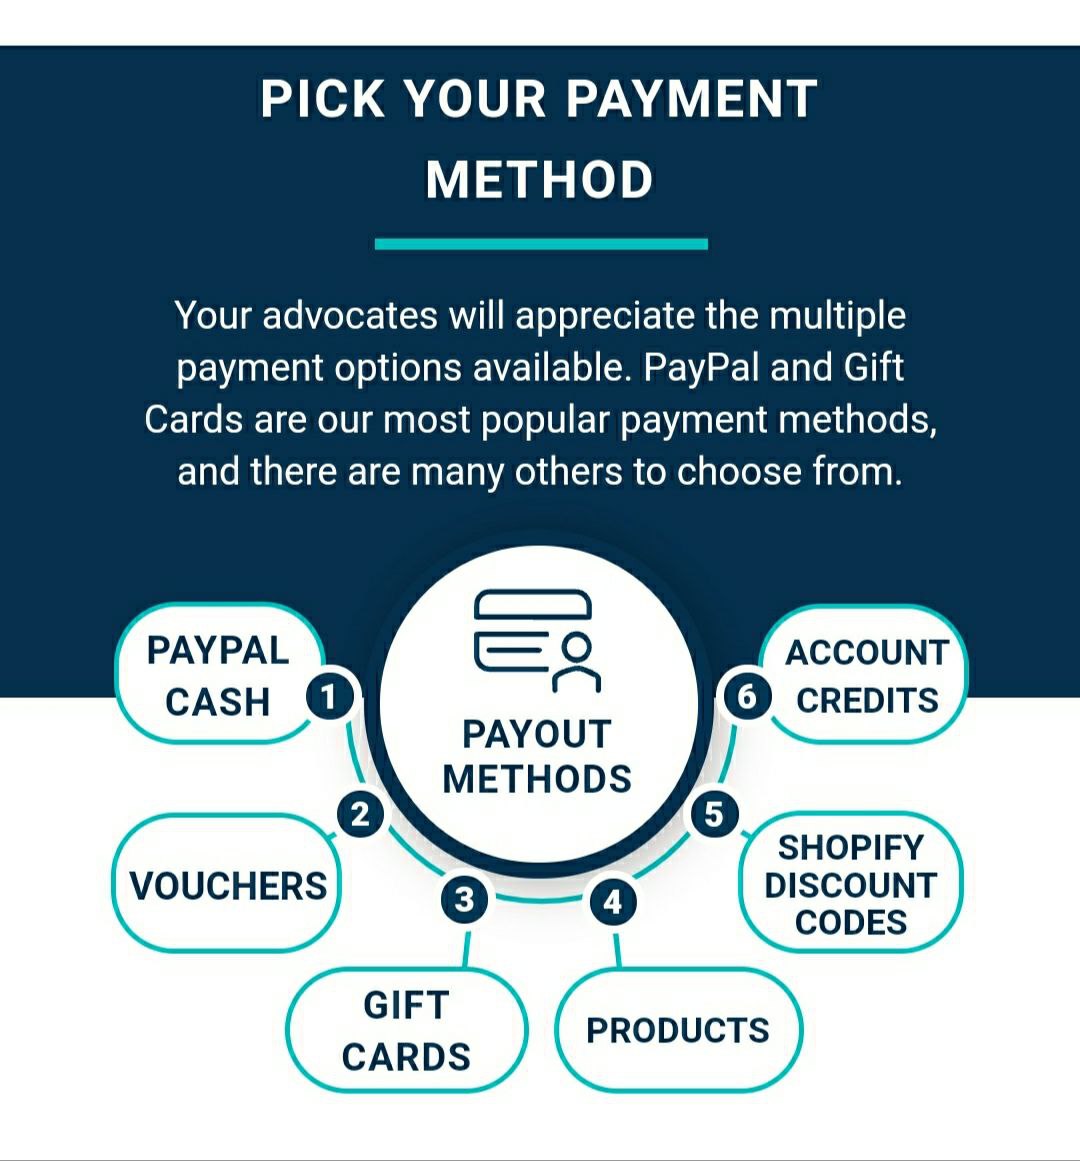 PICK YOUR PAYMENT
METHOD
Your advocates will appreciate the multiple
payment options available. PayPal and Gift
Cards are our most popular payment methods,
and there are many others to choose from.
PAYOUT
METHODS
1
PAYPAL
CASH
2
VOUCHERS
3
GIFT
CARDS
4
PRODUCTS
5
SHOPIFY
DISCOUNT
CODES
6
ACCOUNT
CREDITS